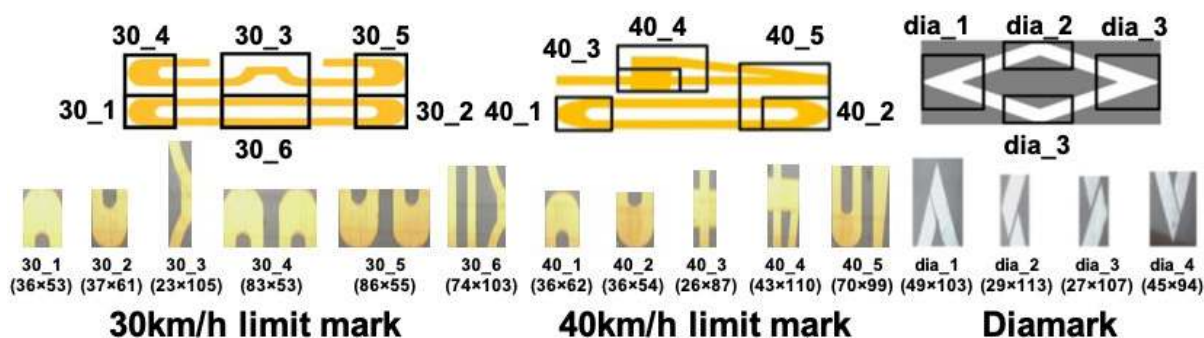 30_4 30_3 30_5
30_1 30_2
30_6
40_4
40_3 40_5
40_1 40_2
dia_1 dia_2 dia_3
dia_3
30_1 30_2 30_3 30_4 30_5 30_6
(36×53) (37×61) (23×105) (83×53) (86×55) (74×103)
40_1 40_2 40_3 40_4 40_5
(36×62) (36×54) (26×87) (43×110) (70×99)
dia_1 dia_2 dia_3 dia_4
(49×103) (29×113) (27×107) (45×94)
30km/h limit mark 40km/h limit mark Diamark